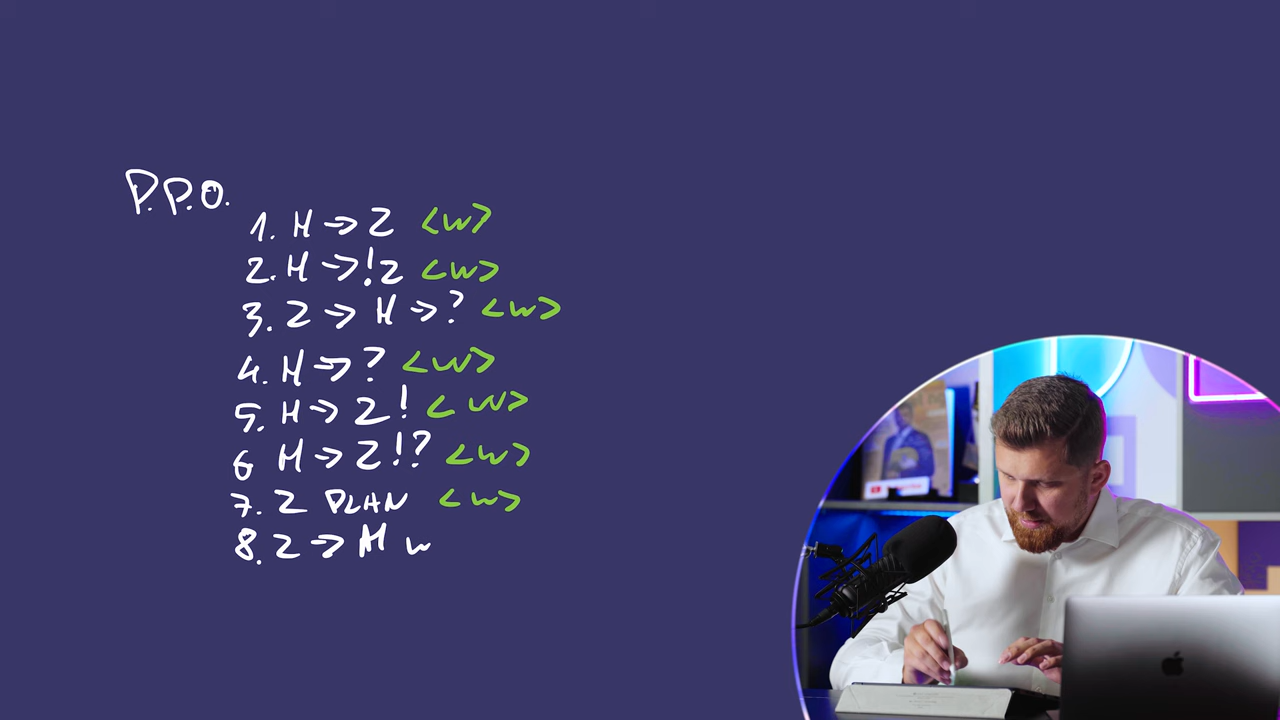 P.P.O.
1. M → Z <w>
2. M → !Z <w>
3. Z → M → ? <w>
4. M → ? <w>
5. M → Z! <w>
6 M → Z!? <w>
7. Z PLAN <w>
8. Z → M w